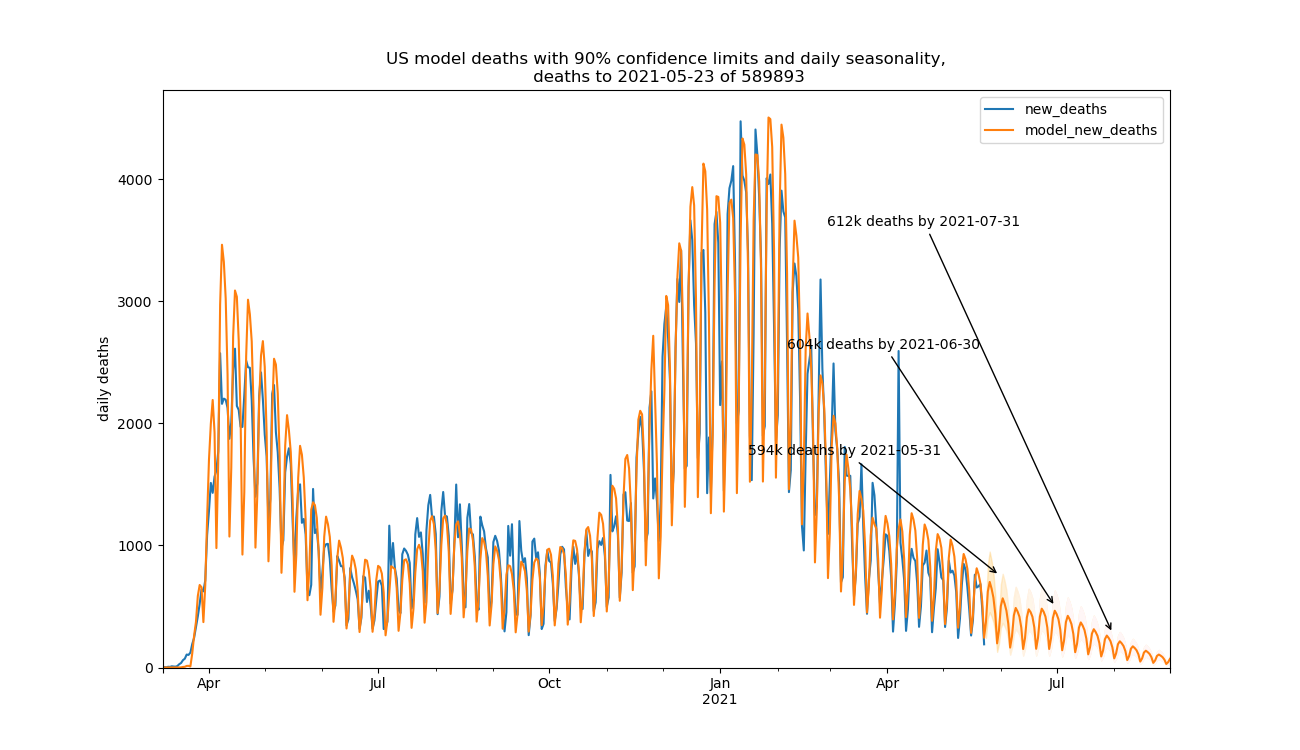 US model deaths with 90% confidence limits and daily seasonality,
deaths to 2021-05-23 of 589893
new_deaths
model_new_deaths
4000
3000
2000
1000
0
daily deaths
612k deaths by 2021-07-31
604k deaths by 2021-06-30
594k deaths by 2021-05-31
Apr
Jul
Oct
Jan
2021
Apr
Jul